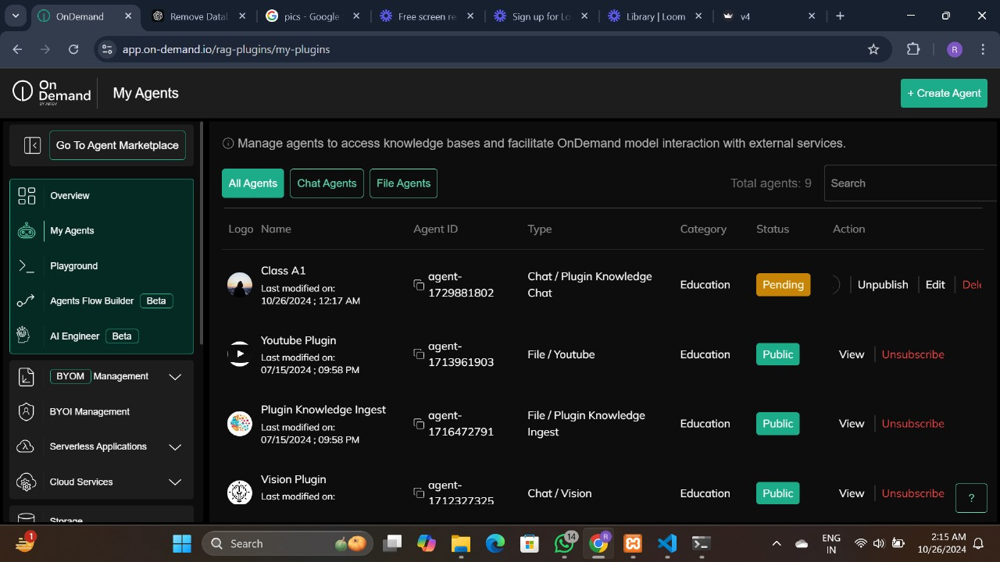 OnDemand
Remove Datab
pics - Google
Free screen re
Sign up for Lo
Library | Loom
v4
app.on-demand.io/rag-plugins/my-plugins
R
On
Demand
BY AIREV
My Agents
+ Create Agent
Go To Agent Marketplace
Overview
My Agents
Playground
Agents Flow Builder Beta
AI Engineer Beta
BYOM Management
BYOI Management
Serverless Applications
Cloud Services
Storage
Manage agents to access knowledge bases and facilitate OnDemand model interaction with external services.
All Agents Chat Agents File Agents
Total agents: 9
Search
Logo Name Agent ID Type Category Status Action
Class A1
Last modified on:
10/26/2024 ; 12:17 AM
agent-
1729881802
Chat / Plugin Knowledge
Chat
Education
Pending
Unpublish Edit Dele
Youtube Plugin
Last modified on:
07/15/2024 ; 09:58 PM
agent-
1713961903
File / Youtube
Education
Public
View Unsubscribe
Plugin Knowledge Ingest
Last modified on:
07/15/2024 ; 09:58 PM
agent-
1716472791
File / Plugin Knowledge
Ingest
Education
Public
View Unsubscribe
Vision Plugin
Last modified on:
agent-
1712327325
Chat / Vision
Education
Public
View Unsubscribe
?
1
Search
14
R
ENG
IN
2:15 AM
10/26/2024